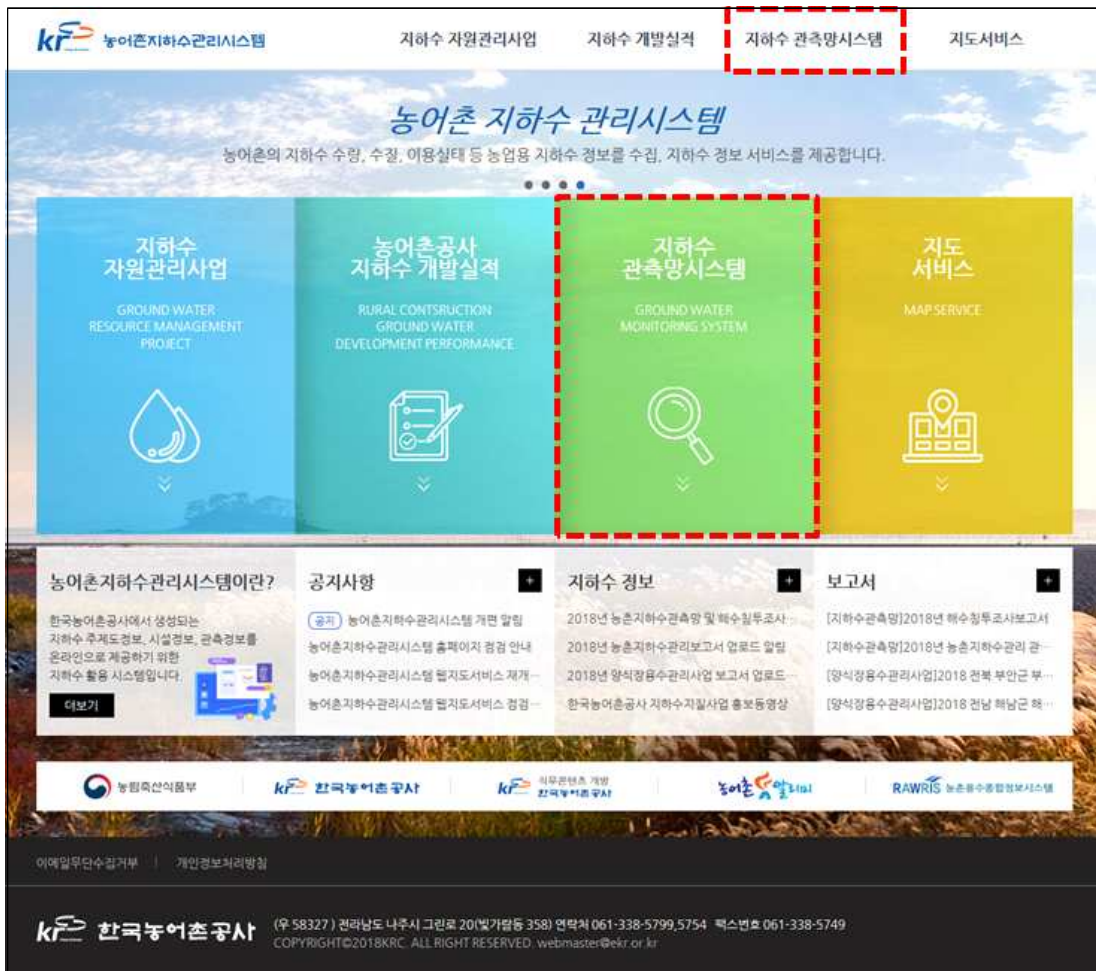 kr 농어촌지하수관리시스템
지하수 자원관리사업 지하수 개발실적 지하수 관측망시스템 지도서비스
농어촌 지하수 관리시스템
농어촌의 지하수 수량, 수질, 이용실태 등 농업용 지하수 정보를 수집, 지하수 정보 서비스를 제공합니다.
지하수
자원관리사업
GROUND WATER
RESOURCE MANAGEMENT
PROJECT
농어촌공사
지하수 개발실적
RURAL CONTSRUCTION
GROUND WATER
DEVELOPMENT PERFORMANCE
지하수
관측망시스템
GROUND WATER
MONITORING SYSTEM
지도
서비스
MAP SERVICE
농어촌지하수관리시스템이란?
한국농어촌공사에서 생성되는
지하수 주제도정보, 시설정보, 관측정보를
온라인으로 제공하기 위한
지하수 활용 시스템입니다.
더보기
공지사항 +
공지 농어촌지하수관리시스템 개편 알림
농어촌지하수관리시스템 홈페이지 점검 안내
농어촌지하수관리시스템 웹지도서비스 재개…
농어촌지하수관리시스템 웹지도서비스 점검…
지하수 정보 +
2018년 농촌지하수관측망 및 해수침투조사…
2018년 농촌지하수관리보고서 업로드 알림
2018년 양식장용수관리사업 보고서 업로드…
한국농어촌공사 지하수지질사업 홍보동영상
보고서 +
[지하수관측망]2018년 해수침투조사보고서
[지하수관측망]2018년 농촌지하수관리 관…
[양식장용수관리사업]2018 전북 부안군 부…
[양식장용수관리사업]2018 전남 해남군 해…
농림축산식품부
kr 한국농어촌공사
kr 직무콘텐츠 개발
한국농어촌공사
농어촌 알리미
RAWRIS 농촌용수종합정보시스템
이메일무단수집거부 | 개인정보처리방침
kr 한국농어촌공사
(우 58327 ) 전라남도 나주시 그린로 20(빛가람동 358) 연락처 061-338-5799,5754 팩스번호 061-338-5749
COPYRIGHT©2018KRC. ALL RIGHT RESERVED. webmaster@ekr.or.kr